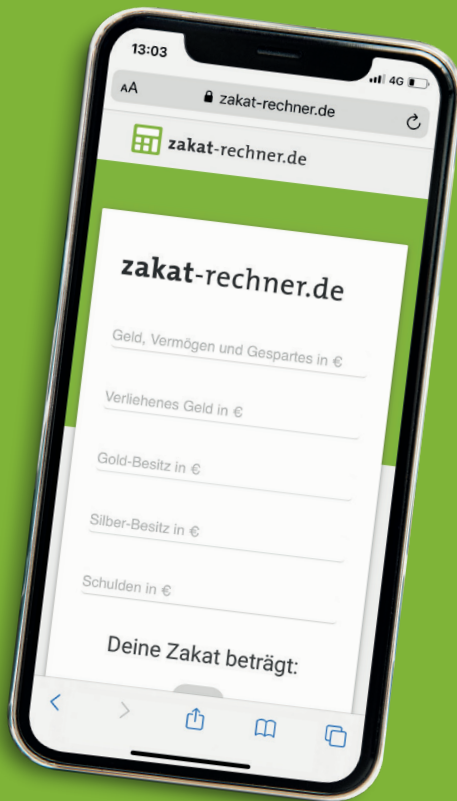 13:03
4G
AA zakat-rechner.de
zakat-rechner.de
zakat-rechner.de
Geld, Vermögen und Gespartes in €
Verliehenes Geld in €
Gold-Besitz in €
Silber-Besitz in €
Schulden in €
Deine Zakat beträgt: